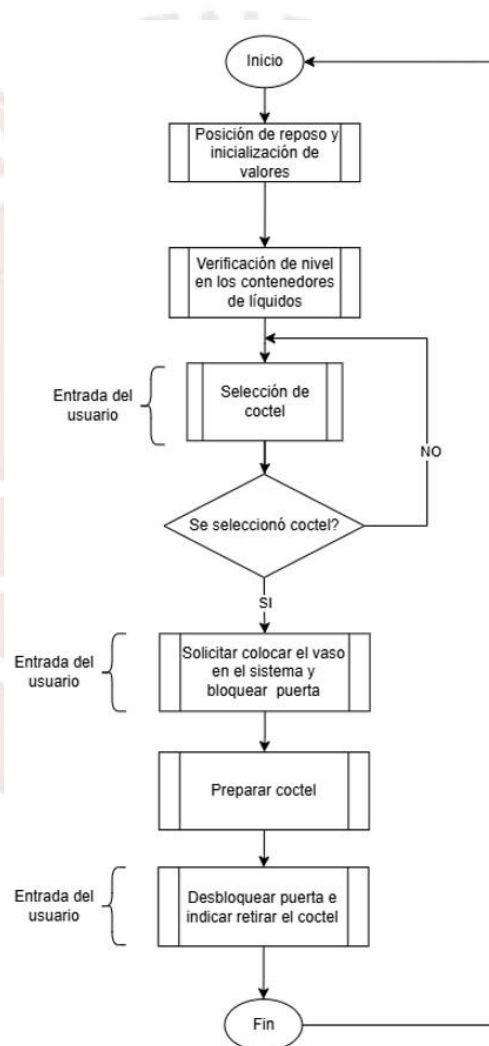 Inicio
Posición de reposo y
inicialización de
valores
Verificación de nivel
en los contenedores
de líquidos
Entrada del
usuario
Selección de
coctel
NO
Se seleccionó coctel?
SI
Entrada del
usuario
Solicitar colocar el vaso
en el sistema y
bloquear puerta
Preparar coctel
Entrada del
usuario
Desbloquear puerta e
indicar retirar el coctel
Fin